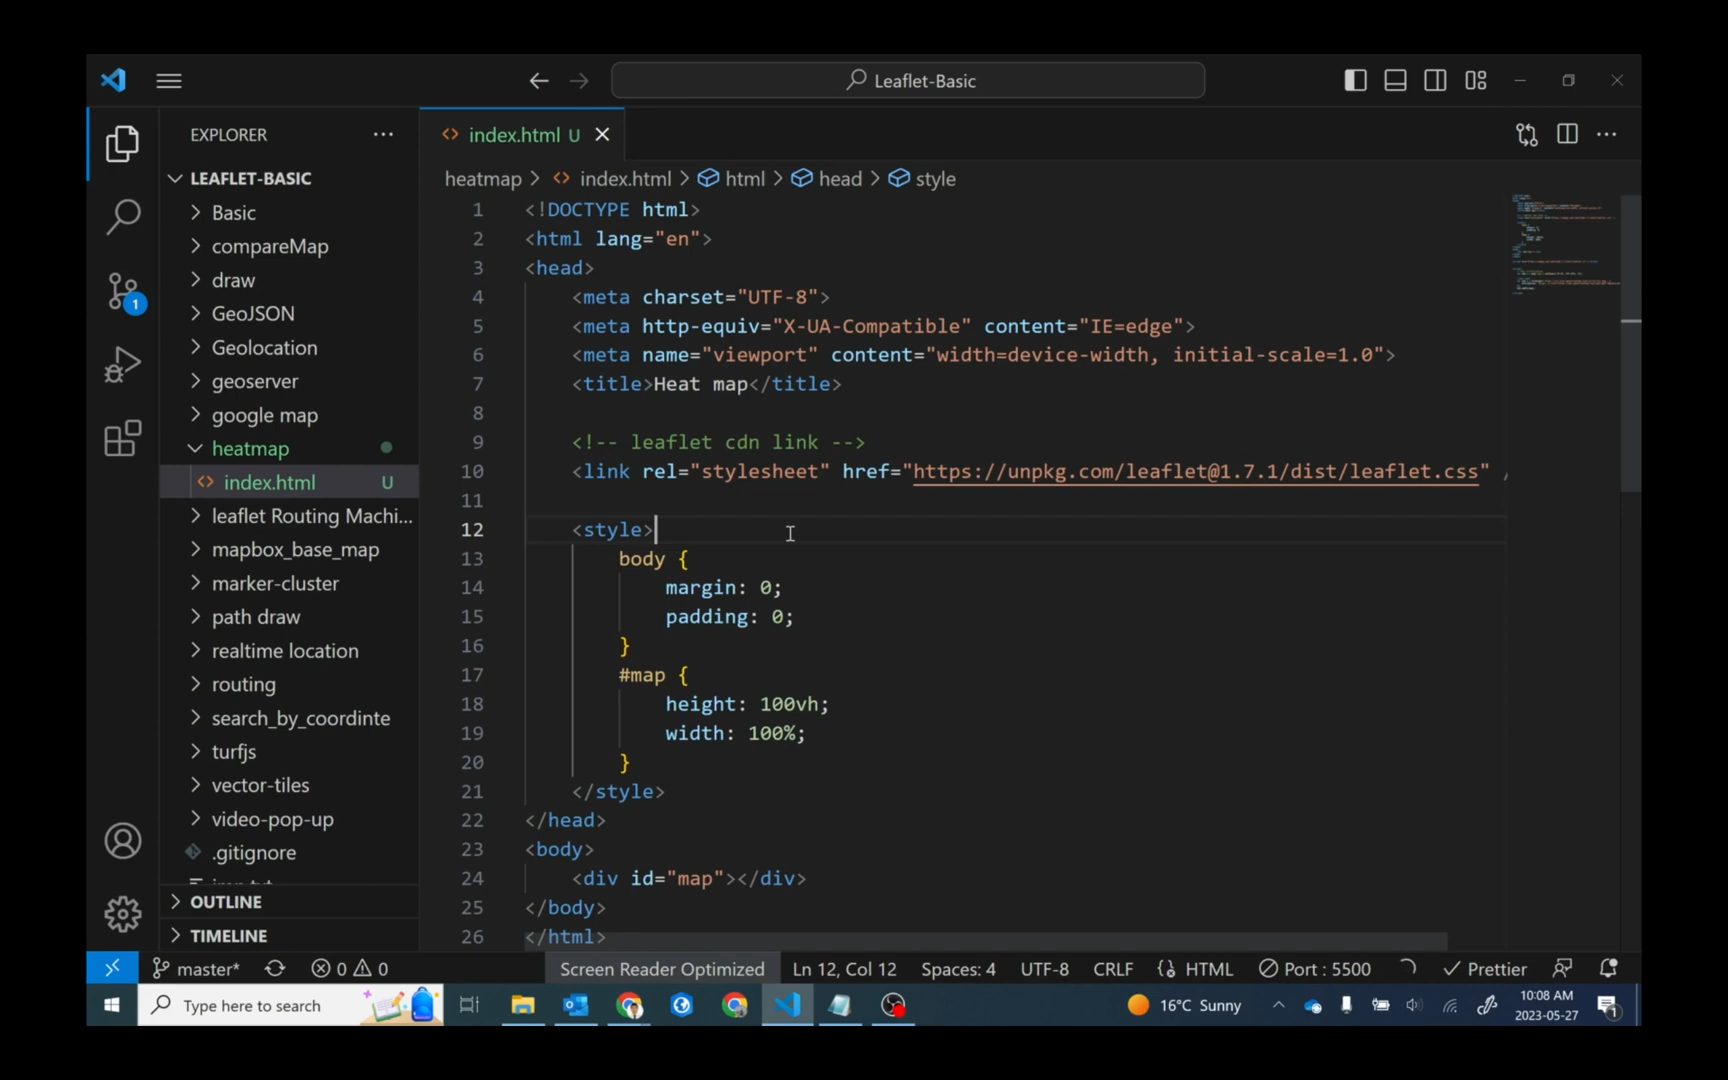 Leaflet-Basic
EXPLORER
index.html U
LEAFLET-BASIC
heatmap > index.html > html > head > style
Basic
compareMap
draw
GeoJSON
Geolocation
geoserver
google map
heatmap
index.html U
leaflet Routing Machi...
mapbox_base_map
marker-cluster
path draw
realtime location
routing
search_by_coordinte
turfjs
vector-tiles
video-pop-up
.gitignore
OUTLINE
TIMELINE
1 <!DOCTYPE html>
2 <html lang="en">
3 <head>
4 <meta charset="UTF-8">
5 <meta http-equiv="X-UA-Compatible" content="IE=edge">
6 <meta name="viewport" content="width=device-width, initial-scale=1.0">
7 <title>Heat map</title>
8
9 <!-- leaflet cdn link -->
10 <link rel="stylesheet" href="https://unpkg.com/leaflet@1.7.1/dist/leaflet.css" /
11
12 <style>
13 body {
14 margin: 0;
15 padding: 0;
16 }
17 #map {
18 height: 100vh;
19 width: 100%;
20 }
21 </style>
22 </head>
23 <body>
24 <div id="map"></div>
25 </body>
26 </html>
1
master* 0 0 Screen Reader Optimized Ln 12, Col 12 Spaces: 4 UTF-8 CRLF HTML Port : 5500 Prettier
Type here to search
16°C Sunny
10:08 AM
2023-05-27
1